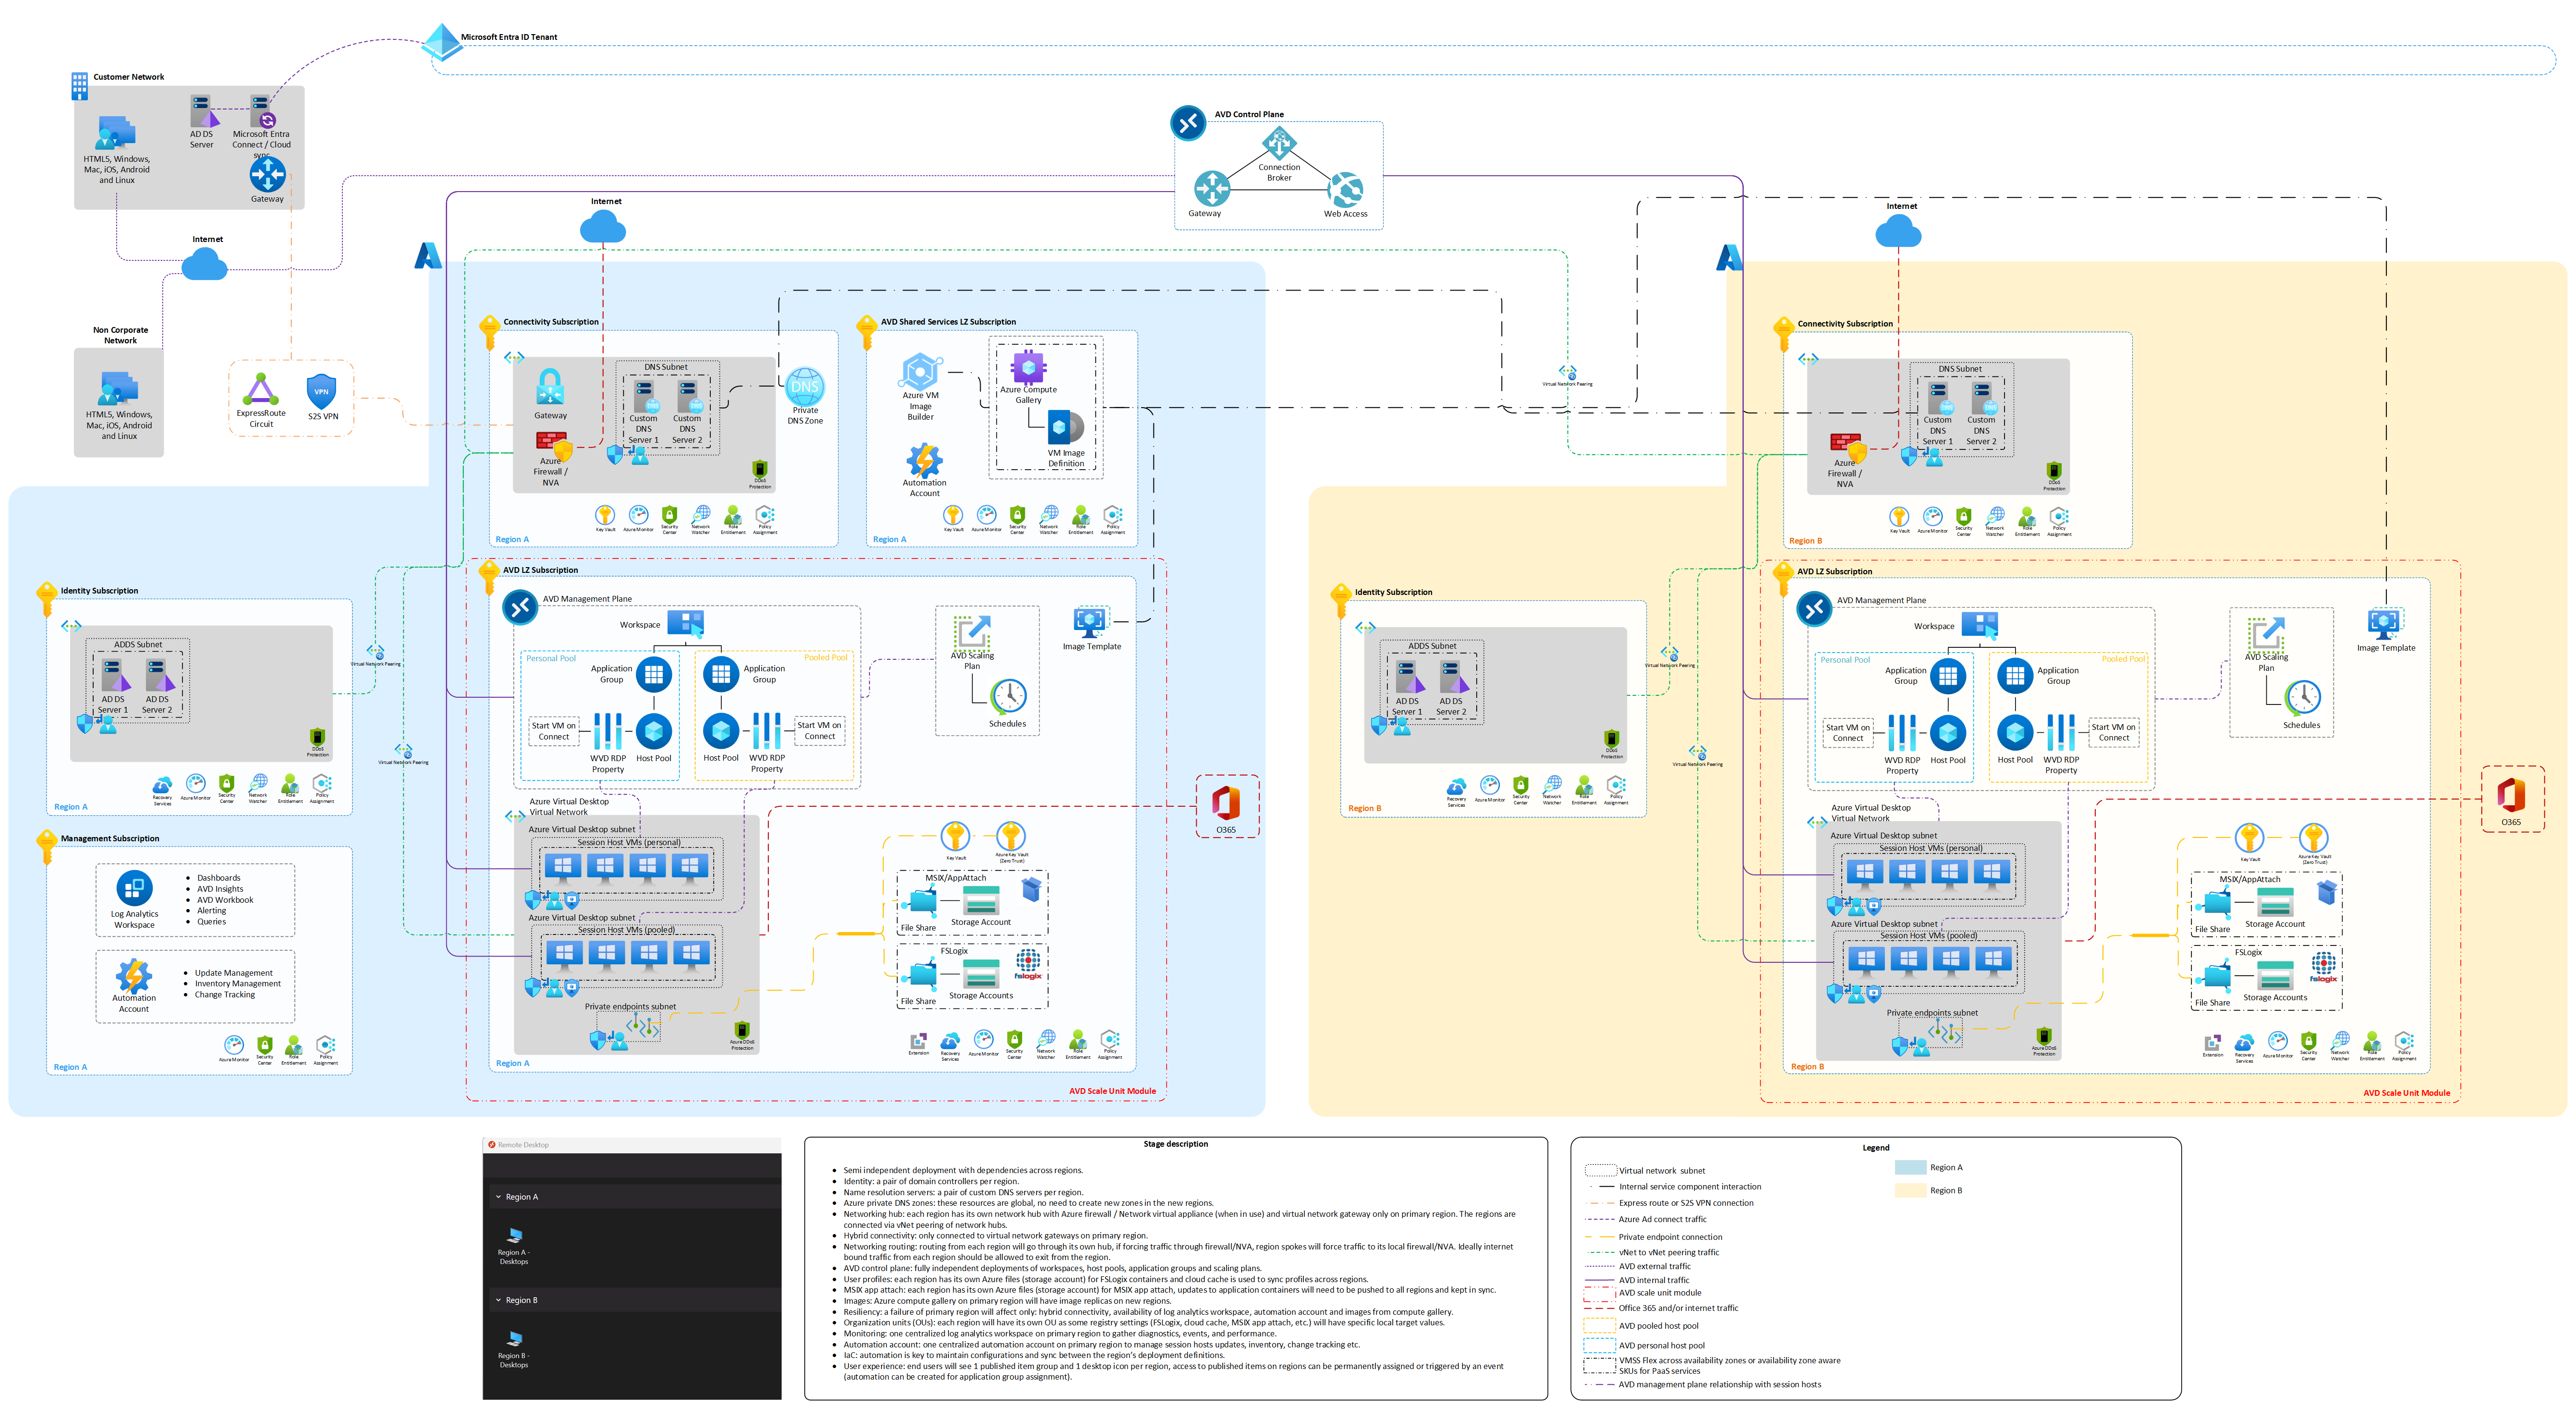 Microsoft Entra ID Tenant
Customer Network
AD DS
Server
Microsoft Entra
Connect / Cloud
sync
HTML5, Windows,
Mac, iOS, Android
and Linux
Gateway
Internet
Non Corporate
Network
HTML5, Windows,
Mac, iOS, Android
and Linux
ExpressRoute
Circuit
VPN
S2S VPN
AVD Control Plane
Connection
Broker
Gateway
Web Access
Internet
Connectivity Subscription
Gateway
Azure
Firewall /
NVA
DNS Subnet
Custom
DNS
Server 1
Custom
DNS
Server 2
DDoS
Protection
DNS
Private
DNS Zone
Key Vault
Azure Monitor
Security
Center
Network
Watcher
Role
Entitlement
Policy
Assignment
Region A
AVD Shared Services LZ Subscription
Azure VM
Image
Builder
Azure Compute
Gallery
VM Image
Definition
Automation
Account
Key Vault
Azure Monitor
Security
Center
Network
Watcher
Role
Entitlement
Policy
Assignment
Region A
Virtual Network Peering
Identity Subscription
ADDS Subnet
AD DS
Server 1
AD DS
Server 2
DDoS
Protection
Recovery
Services
Azure Monitor
Security
Center
Network
Watcher
Role
Entitlement
Policy
Assignment
Region A
Virtual Network Peering
Virtual Network Peering
Management Subscription
Log Analytics
Workspace
• Dashboards
• AVD Insights
• AVD Workbook
• Alerting
• Queries
Automation
Account
• Update Management
• Inventory Management
• Change Tracking
Azure Monitor
Security
Center
Role
Entitlement
Policy
Assignment
Region A
AVD LZ Subscription
AVD Management Plane
Workspace
Personal Pool
Application
Group
Start VM on
Connect
WVD RDP
Property
Host Pool
Pooled Pool
Application
Group
Host Pool
WVD RDP
Property
Start VM on
Connect
AVD Scaling
Plan
Schedules
Image Template
Azure Virtual Desktop
Virtual Network
Azure Virtual Desktop subnet
Session Host VMs (personal)
Azure Virtual Desktop subnet
Session Host VMs (pooled)
Private endpoints subnet
Azure DDoS
Protection
Key Vault
Azure Key Vault
(Zero Trust)
MSIX/AppAttach
File Share
Storage Account
FSLogix
File Share
Storage Accounts
fslogix
Extension
Recovery
Services
Azure Monitor
Security
Center
Network
Watcher
Role
Entitlement
Policy
Assignment
Region A
AVD Scale Unit Module
O365
Internet
Connectivity Subscription
Azure
Firewall /
NVA
DNS Subnet
Custom
DNS
Server 1
Custom
DNS
Server 2
DDoS
Protection
Key Vault
Azure Monitor
Security
Center
Network
Watcher
Role
Entitlement
Policy
Assignment
Region B
Identity Subscription
ADDS Subnet
AD DS
Server 1
AD DS
Server 2
DDoS
Protection
Recovery
Services
Azure Monitor
Security
Center
Network
Watcher
Role
Entitlement
Policy
Assignment
Region B
Virtual Network Peering
Virtual Network Peering
AVD LZ Subscription
AVD Management Plane
Workspace
Personal Pool
Application
Group
Start VM on
Connect
WVD RDP
Property
Host Pool
Pooled Pool
Application
Group
Host Pool
WVD RDP
Property
Start VM on
Connect
AVD Scaling
Plan
Schedules
Image Template
Azure Virtual Desktop
Virtual Network
Azure Virtual Desktop subnet
Session Host VMs (personal)
Azure Virtual Desktop subnet
Session Host VMs (pooled)
Private endpoints subnet
Azure DDoS
Protection
Key Vault
Azure Key Vault
(Zero Trust)
MSIX/AppAttach
File Share
Storage Account
FSLogix
File Share
Storage Accounts
fslogix
Extension
Recovery
Services
Azure Monitor
Security
Center
Network
Watcher
Role
Entitlement
Policy
Assignment
Region B
AVD Scale Unit Module
O365
Remote Desktop
Region A
Region A -
Desktops
Region B
Region B -
Desktops
Stage description
• Semi independent deployment with dependencies across regions.
• Identity: a pair of domain controllers per region.
• Name resolution servers: a pair of custom DNS servers per region.
• Azure private DNS zones: these resources are global, no need to create new zones in the new regions.
• Networking hub: each region has its own network hub with Azure firewall / Network virtual appliance (when in use) and virtual network gateway only on primary region. The regions are
connected via vNet peering of network hubs.
• Hybrid connectivity: only connected to virtual network gateways on primary region.
• Networking routing: routing from each region will go through its own hub, if forcing traffic through firewall/NVA, region spokes will force traffic to its local firewall/NVA. Ideally internet
bound traffic from each region should be allowed to exit from the region.
• AVD control plane: fully independent deployments of workspaces, host pools, application groups and scaling plans.
• User profiles: each region has its own Azure files (storage account) for FSLogix containers and cloud cache is used to sync profiles across regions.
• MSIX app attach: each region has its own Azure files (storage account) for MSIX app attach, updates to application containers will need to be pushed to all regions and kept in sync.
• Images: Azure compute gallery on primary region will have image replicas on new regions.
• Resiliency: a failure of primary region will affect only: hybrid connectivity, availability of log analytics workspace, automation account and images from compute gallery.
• Organization units (OUs): each region will have its own OU as some registry settings (FSLogix, cloud cache, MSIX app attach, etc.) will have specific local target values.
• Monitoring: one centralized log analytics workspace on primary region to gather diagnostics, events, and performance.
• Automation account: one centralized automation account on primary region to manage session hosts updates, inventory, change tracking etc.
• IaC: automation is key to maintain configurations and sync between the region's deployment definitions.
• User experience: end users will see 1 published item group and 1 desktop icon per region, access to published items on regions can be permanently assigned or triggered by an event
(automation can be created for application group assignment).
Legend
Virtual network subnet
Internal service component interaction
Express route or S2S VPN connection
Azure Ad connect traffic
Private endpoint connection
vNet to vNet peering traffic
AVD external traffic
AVD internal traffic
AVD scale unit module
Office 365 and/or internet traffic
AVD pooled host pool
AVD personal host pool
VMSS Flex across availability zones or availability zone aware
SKUs for PaaS services
AVD management plane relationship with session hosts
Region A
Region B